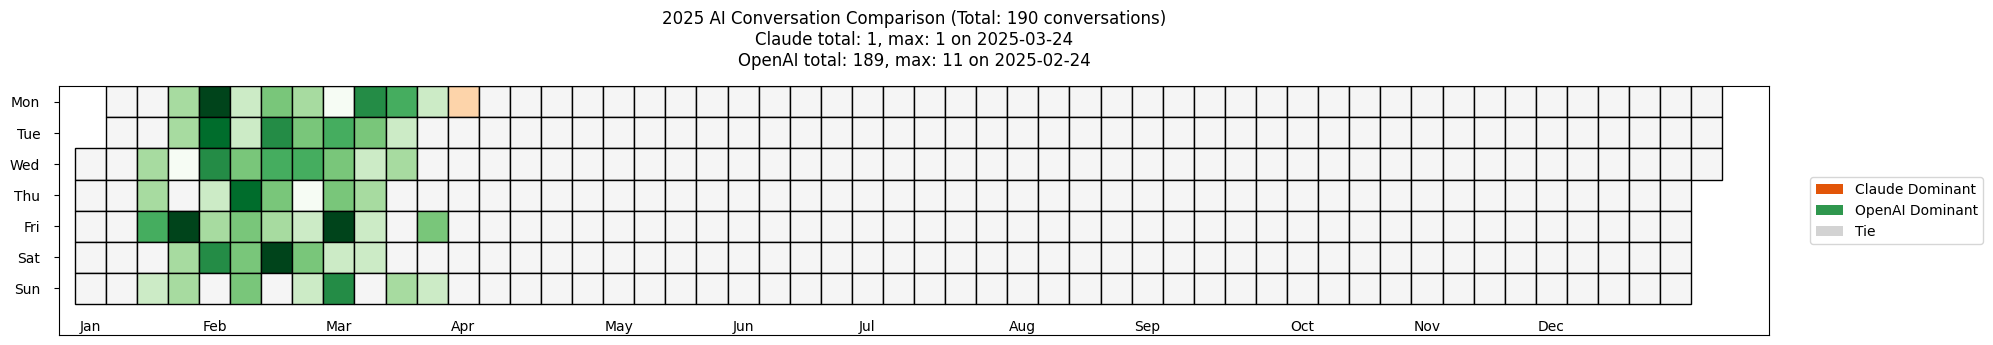 2025 AI Conversation Comparison (Total: 190 conversations)
Claude total: 1, max: 1 on 2025-03-24
OpenAI total: 189, max: 11 on 2025-02-24
Mon
Tue
Wed
Thu
Fri
Sat
Sun
Jan Feb Mar Apr May Jun Jul Aug Sep Oct Nov Dec
Claude Dominant
OpenAI Dominant
Tie